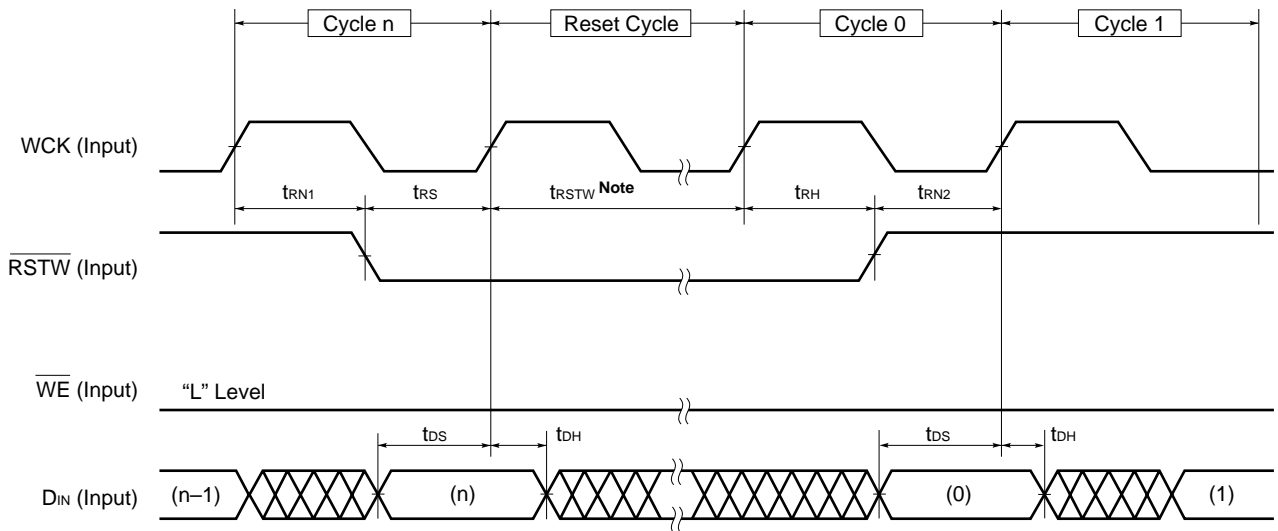 Cycle n Reset Cycle Cycle 0 Cycle 1
WCK (Input)
tRN1 tRS tRSTW Note tRH tRN2
RSTW (Input)
WE (Input) “L” Level
tDS tDH tDS tDH
DIN (Input) (n–1) (n) (0) (1)